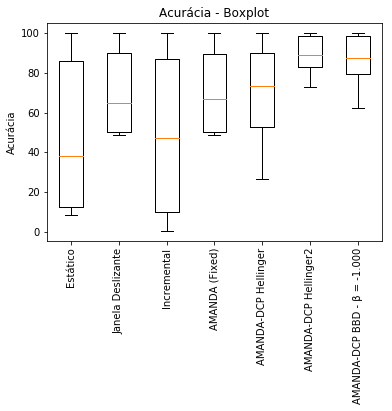 Acurácia - Boxplot
Acurácia
100
80
60
40
20
0
Estático
Janela Deslizante
Incremental
AMANDA (Fixed)
AMANDA-DCP Hellinger
AMANDA-DCP Hellinger2
AMANDA-DCP BBD - β = -1.000